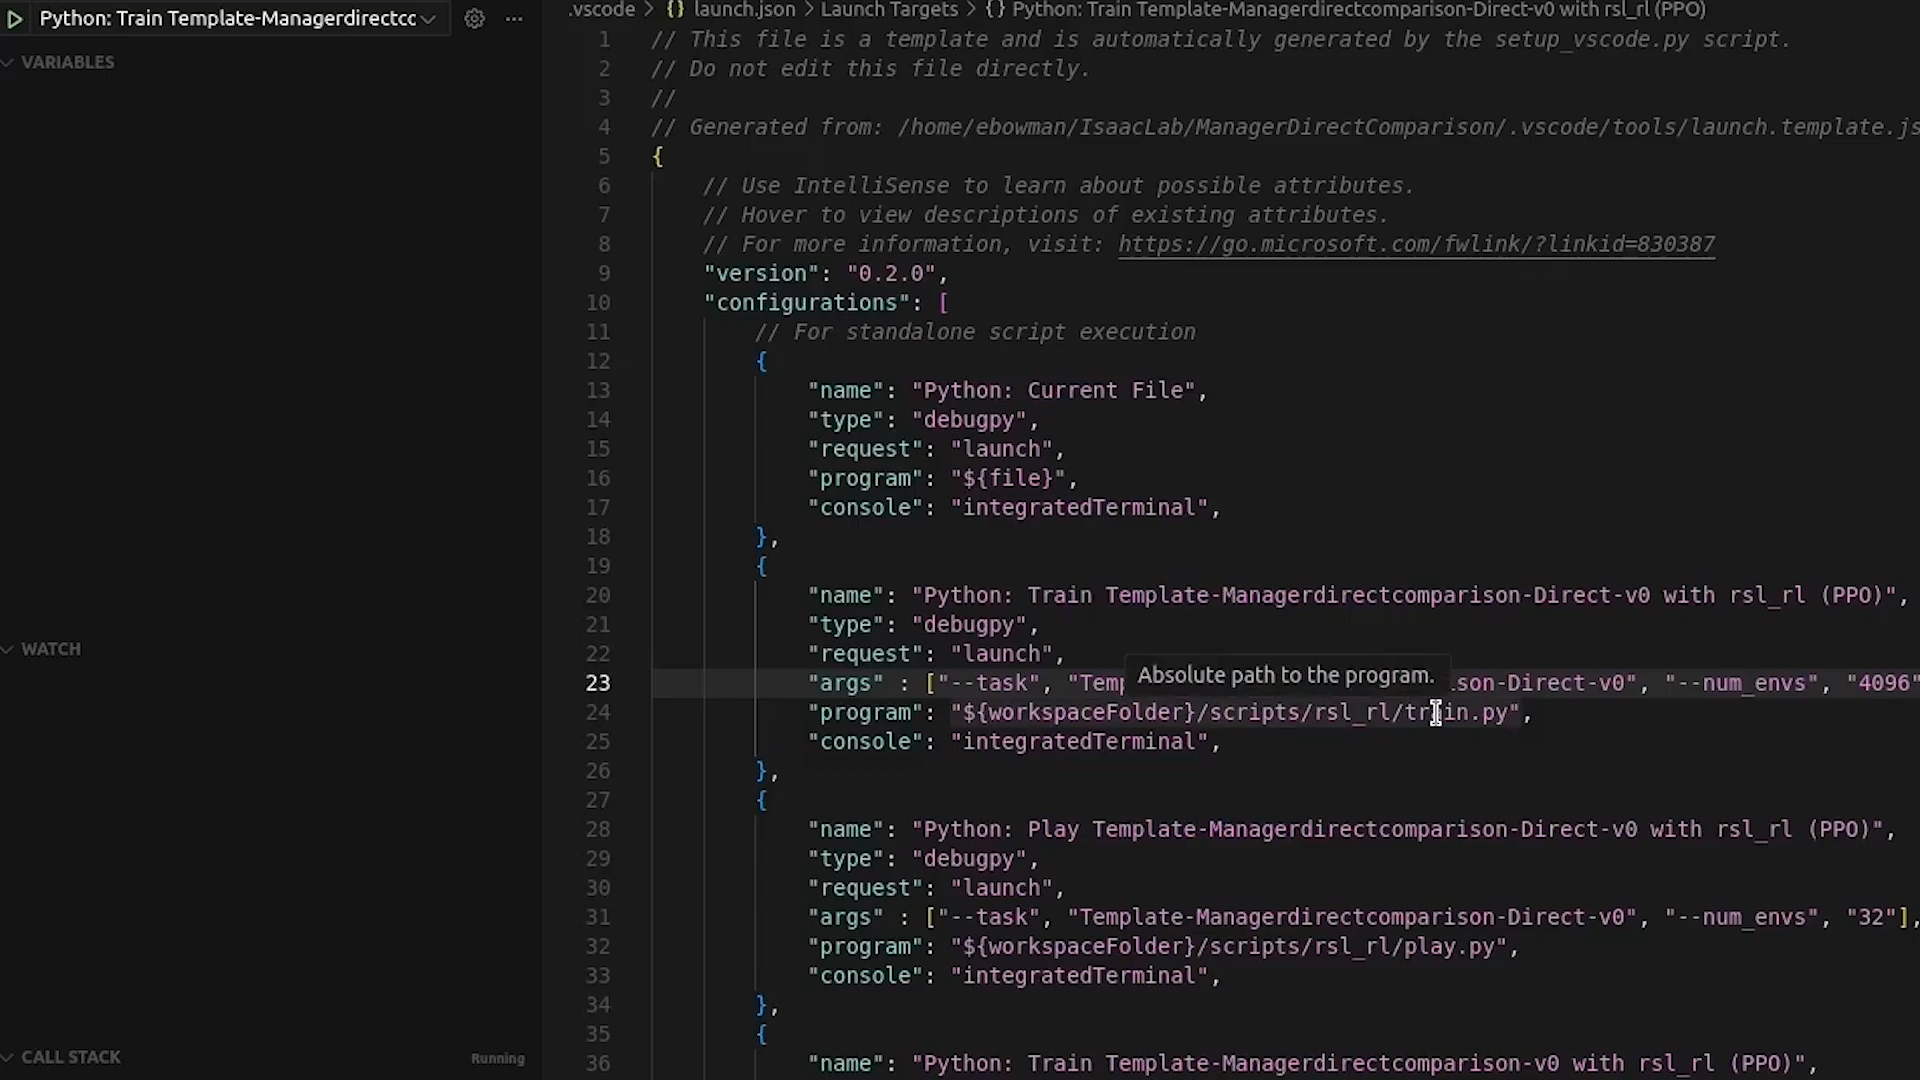 Python: Train Template-Managerdirectcc
VARIABLES
WATCH
CALL STACK
Running
.vscode > {} launch.json > Launch Targets > {} Python: Train Template-Managerdirectcomparison-Direct-v0 with rsl_rl (PPO)
1 // This file is a template and is automatically generated by the setup_vscode.py script.
2 // Do not edit this file directly.
3 //
4 // Generated from: /home/ebowman/IsaacLab/ManagerDirectComparison/.vscode/tools/launch.template.js
5 {
6 // Use IntelliSense to learn about possible attributes.
7 // Hover to view descriptions of existing attributes.
8 // For more information, visit: https://go.microsoft.com/fwlink/?linkid=830387
9 "version": "0.2.0",
10 "configurations": [
11 // For standalone script execution
12 {
13 "name": "Python: Current File",
14 "type": "debugpy",
15 "request": "launch",
16 "program": "${file}",
17 "console": "integratedTerminal",
18 },
19 {
20 "name": "Python: Train Template-Managerdirectcomparison-Direct-v0 with rsl_rl (PPO)",
21 "type": "debugpy",
22 "request": "launch",
Absolute path to the program.
23 "args" : ["--task", "Temp son-Direct-v0", "--num_envs", "4096"
24 "program": "${workspaceFolder}/scripts/rsl_rl/train.py",
25 "console": "integratedTerminal",
26 },
27 {
28 "name": "Python: Play Template-Managerdirectcomparison-Direct-v0 with rsl_rl (PPO)",
29 "type": "debugpy",
30 "request": "launch",
31 "args" : ["--task", "Template-Managerdirectcomparison-Direct-v0", "--num_envs", "32"],
32 "program": "${workspaceFolder}/scripts/rsl_rl/play.py",
33 "console": "integratedTerminal",
34 },
35 {
36 "name": "Python: Train Template-Managerdirectcomparison-v0 with rsl_rl (PPO)",